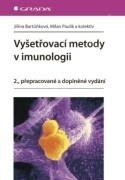 GRADA
Jiřina Bartůňková, Milan Paulík a kolektiv
Vyšetřovací metody
v imunologii
2., přepracované a doplněné vydání